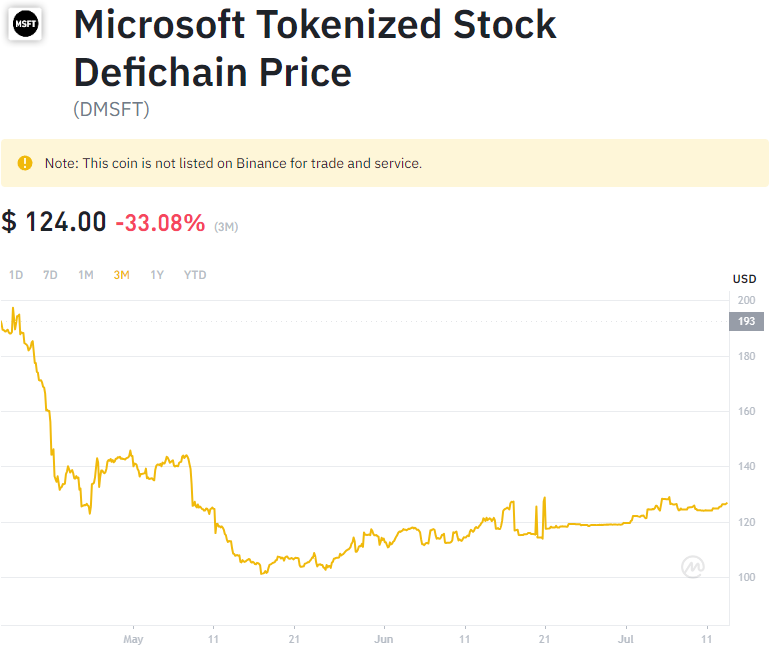 MSFT
Microsoft Tokenized Stock
Defichain Price
(DMSFT)
Note: This coin is not listed on Binance for trade and service.
$ 124.00 -33.08% (3M)
1D 7D 1M 3M 1Y YTD
USD
200
193
180
160
140
120
100
May 11 21 Jun 11 21 Jul 11